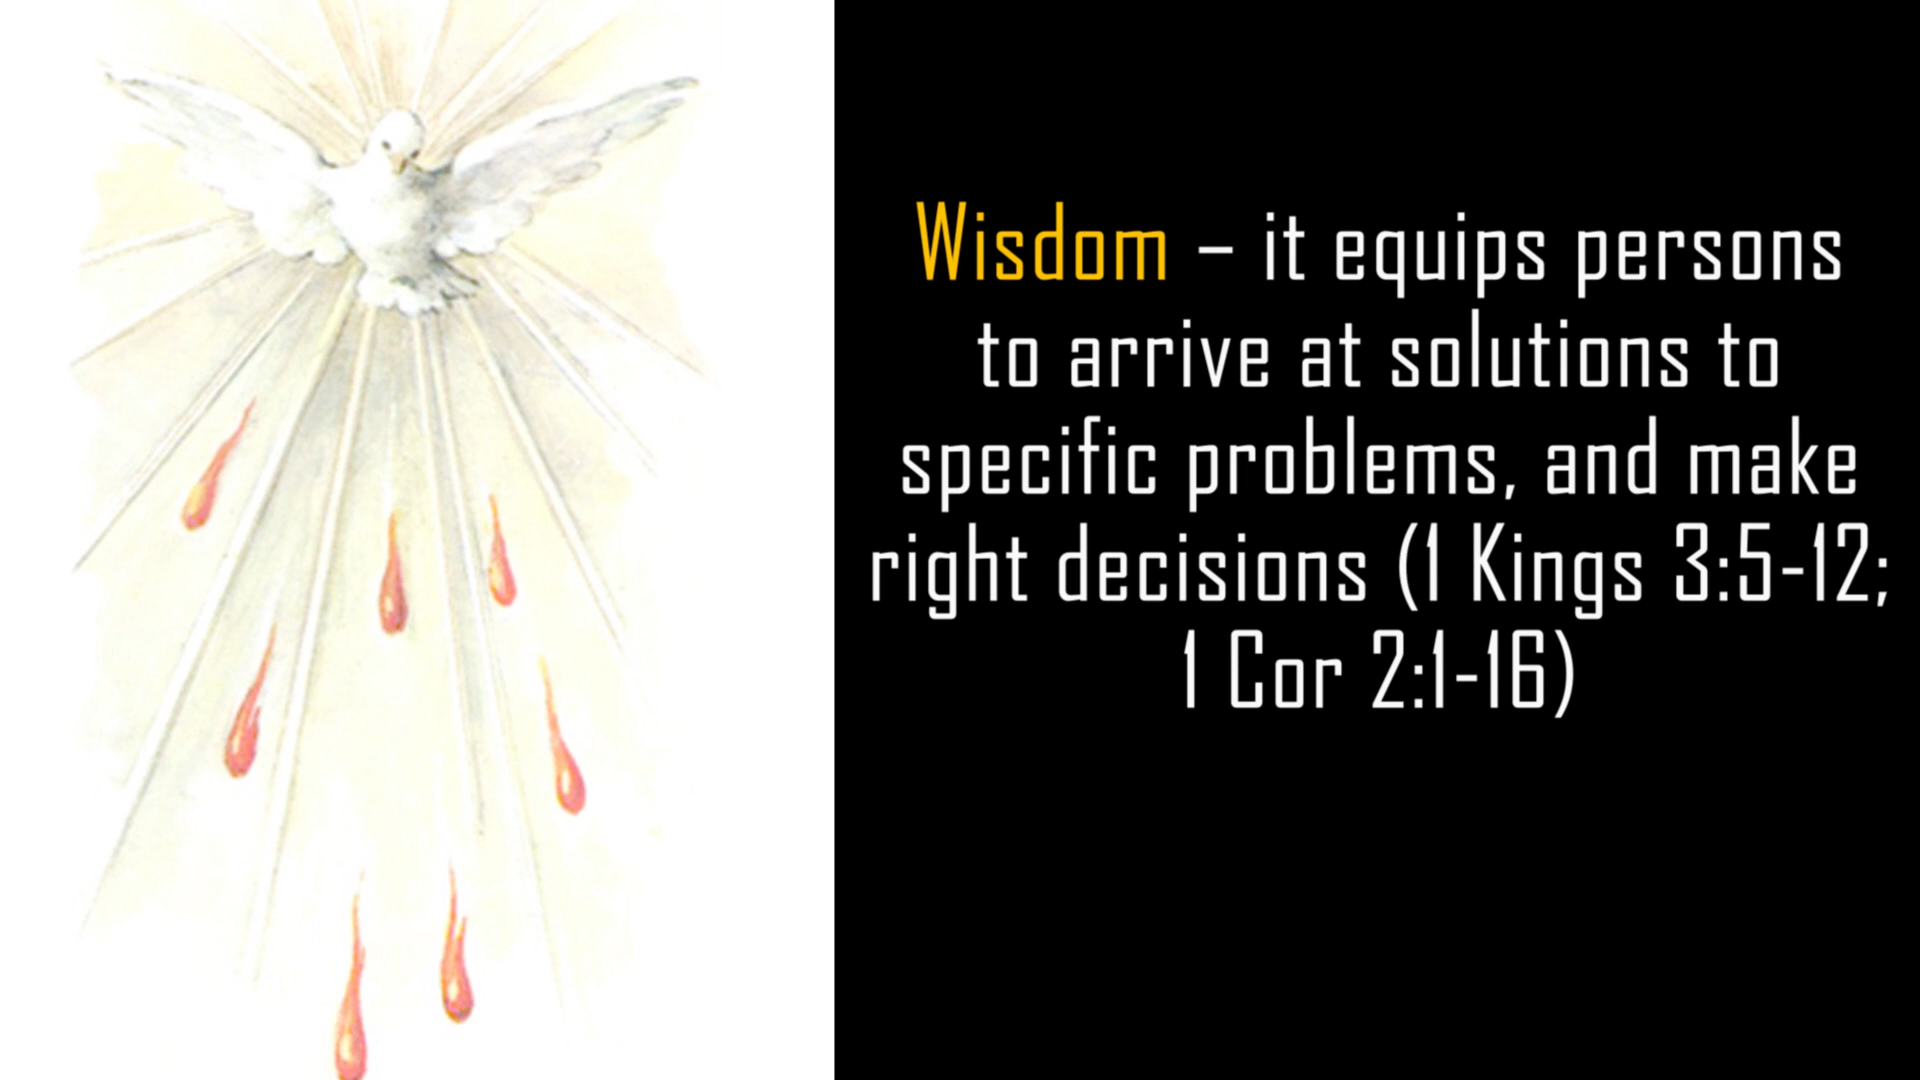 Wisdom – it equips persons
to arrive at solutions to
specific problems, and make
right decisions (1 Kings 3:5-12;
1 Cor 2:1-16)